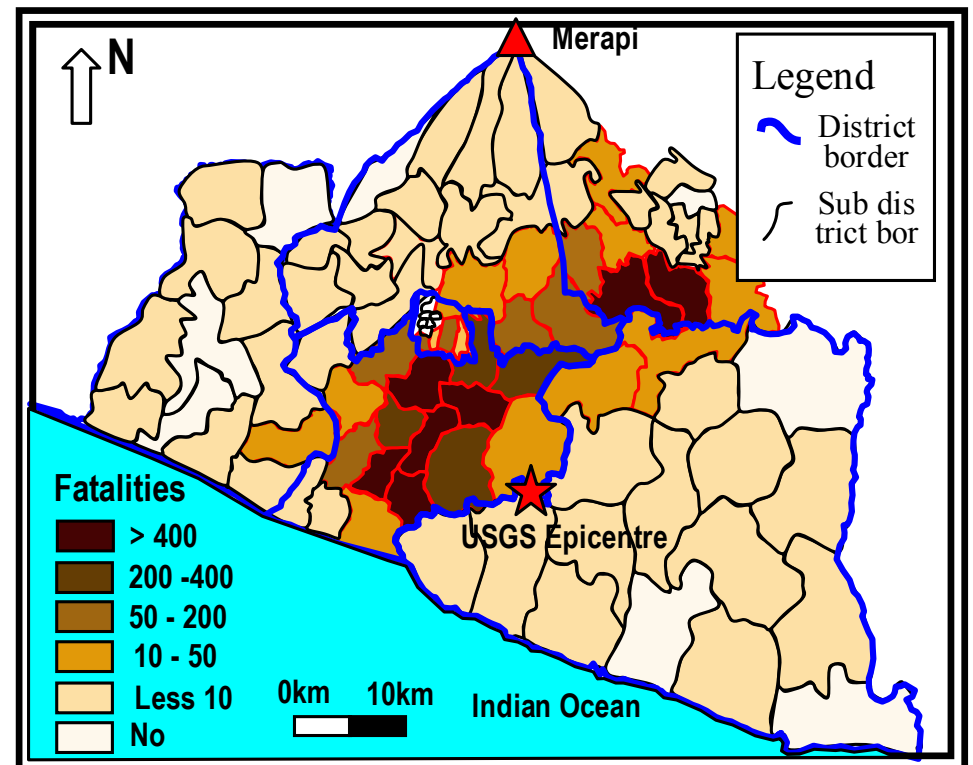 N
Merapi
Legend
District
border
Sub dis
trict bor
USGS Epicentre
Fatalities
> 400
200 -400
50 - 200
10 - 50
Less 10
No
0km 10km
Indian Ocean